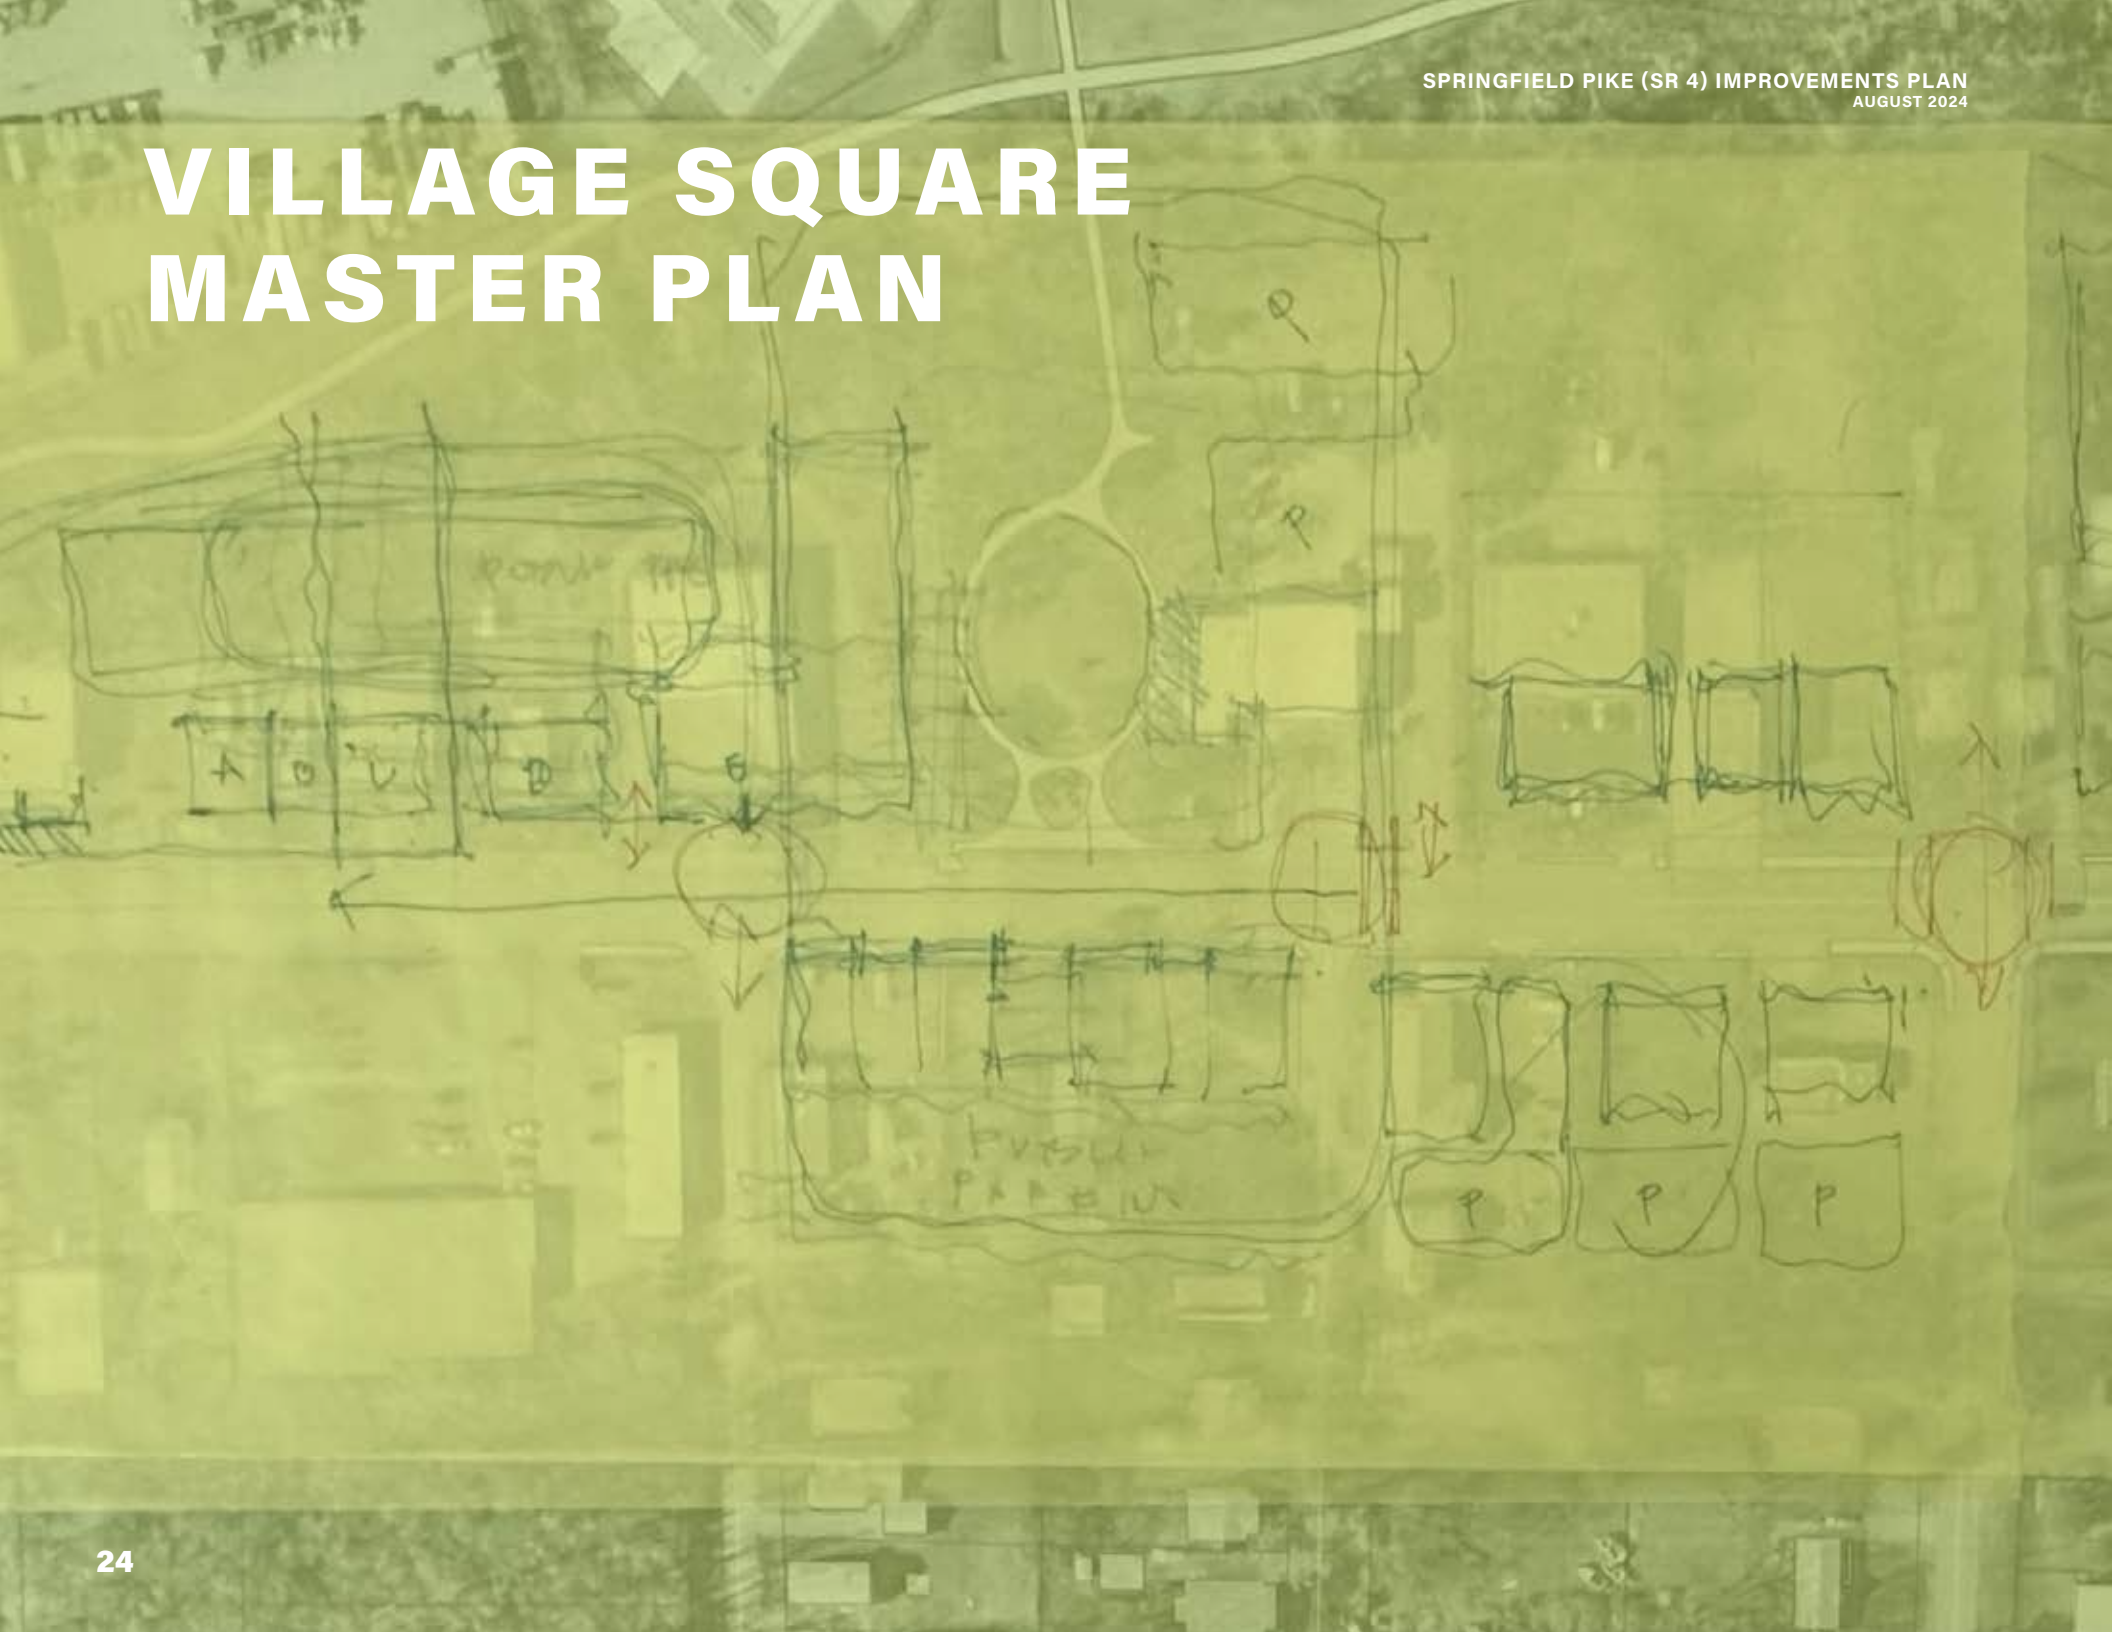 SPRINGFIELD PIKE (SR 4) IMPROVEMENTS PLAN
AUGUST 2024
VILLAGE SQUARE
MASTER PLAN
P
P
A
B
P
P
P
24